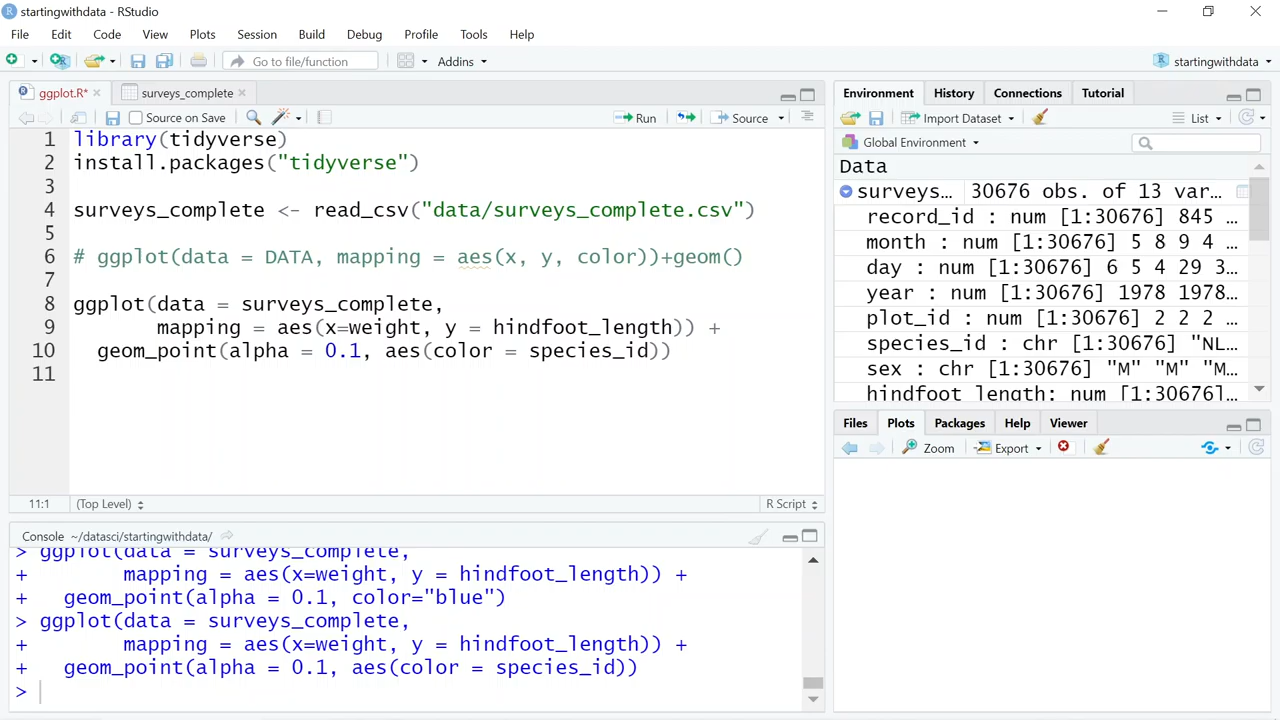 startingwithdata - RStudio
File Edit Code View Plots Session Build Debug Profile Tools Help
Go to file/function Addins startingwithdata
ggplot.R* surveys_complete
Source on Save Run Source
1 library(tidyverse)
2 install.packages("tidyverse")
3
4 surveys_complete <- read_csv("data/surveys_complete.csv")
5
6 # ggplot(data = DATA, mapping = aes(x, y, color))+geom()
7
8 ggplot(data = surveys_complete,
9 mapping = aes(x=weight, y = hindfoot_length)) +
10 geom_point(alpha = 0.1, aes(color = species_id))
11
11:1 (Top Level) R Script
Console ~/datasci/startingwithdata/
> ggplot(data = surveys_complete,
+ mapping = aes(x=weight, y = hindfoot_length)) +
+ geom_point(alpha = 0.1, color="blue")
> ggplot(data = surveys_complete,
+ mapping = aes(x=weight, y = hindfoot_length)) +
+ geom_point(alpha = 0.1, aes(color = species_id))
>
Environment History Connections Tutorial
Import Dataset List
Global Environment
Data
surveys… 30676 obs. of 13 var…
record_id : num [1:30676] 845 …
month : num [1:30676] 5 8 9 4 …
day : num [1:30676] 6 5 4 29 3…
year : num [1:30676] 1978 1978…
plot_id : num [1:30676] 2 2 2 …
species_id : chr [1:30676] "NL…
sex : chr [1:30676] "M" "M" "M…
hindfoot_length: num [1:30676]…
Files Plots Packages Help Viewer
Zoom Export